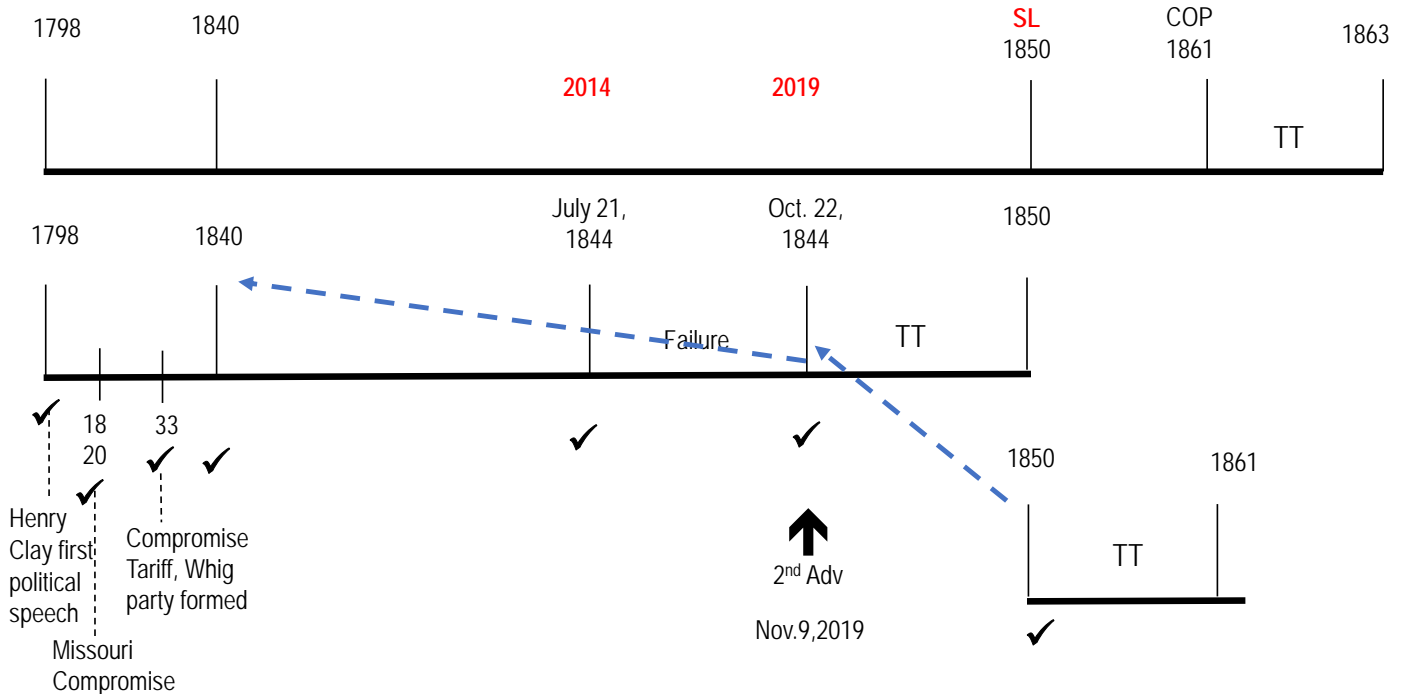 1798
1840
SL
1850
COP
1861
1863
2014
2019
TT
1798
1840
July 21,
1844
Oct. 22,
1844
1850
Failure
TT
18
20
33
1850
1861
Henry
Clay first
political
speech
Compromise
Tariff, Whig
party formed
2nd Adv
TT
Nov.9,2019
Missouri
Compromise